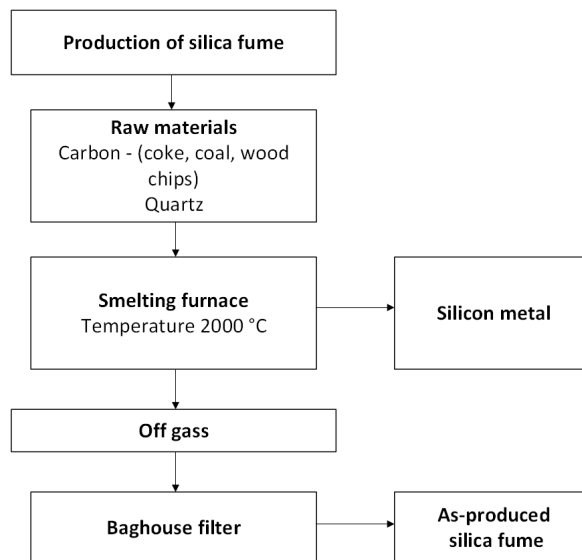 Production of silica fume
Raw materials
Carbon - (coke, coal, wood
chips)
Quartz
Smelting furnace
Temperature 2000 °C
Silicon metal
Off gass
Baghouse filter
As-produced
silica fume